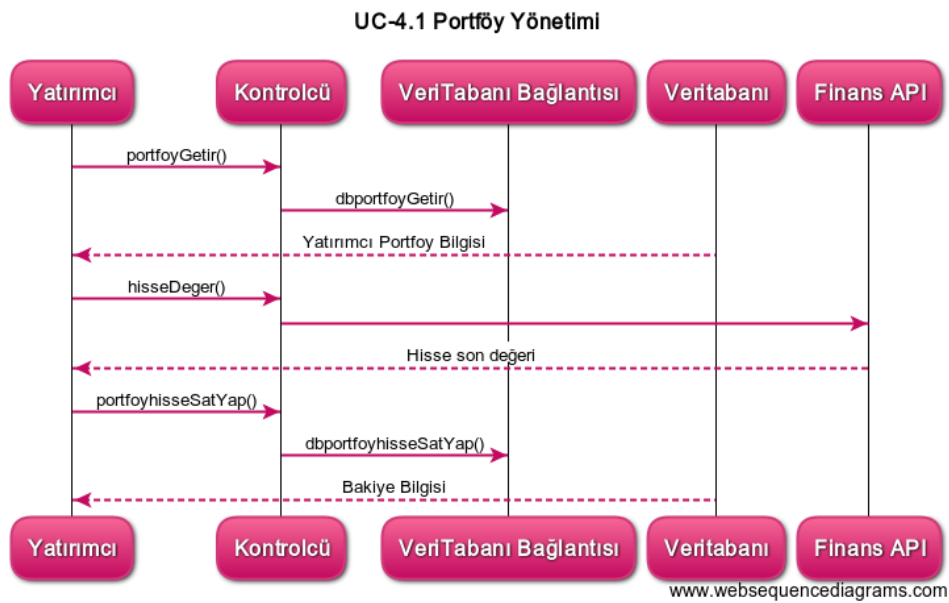 UC-4.1 Portföy Yönetimi
Yatırımcı
Kontrolcü
VeriTabanı Bağlantısı
Veritabanı
Finans API
portfoyGetir()
dbportfoyGetir()
Yatırımcı Portfoy Bilgisi
hisseDeger()
Hisse son değeri
portfoyhisseSatYap()
dbportfoyhisseSatYap()
Bakiye Bilgisi
Yatırımcı
Kontrolcü
VeriTabanı Bağlantısı
Veritabanı
Finans API
www.websequencediagrams.com